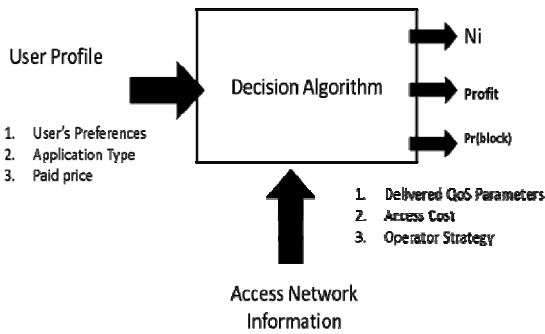 User Profile
1. User's Preferences
2. Application Type
3. Paid price
Decision Algorithm
Ni
Profit
Pr(block)
1. Delivered QoS Parameters
2. Access Cost
3. Operator Strategy
Access Network
Information